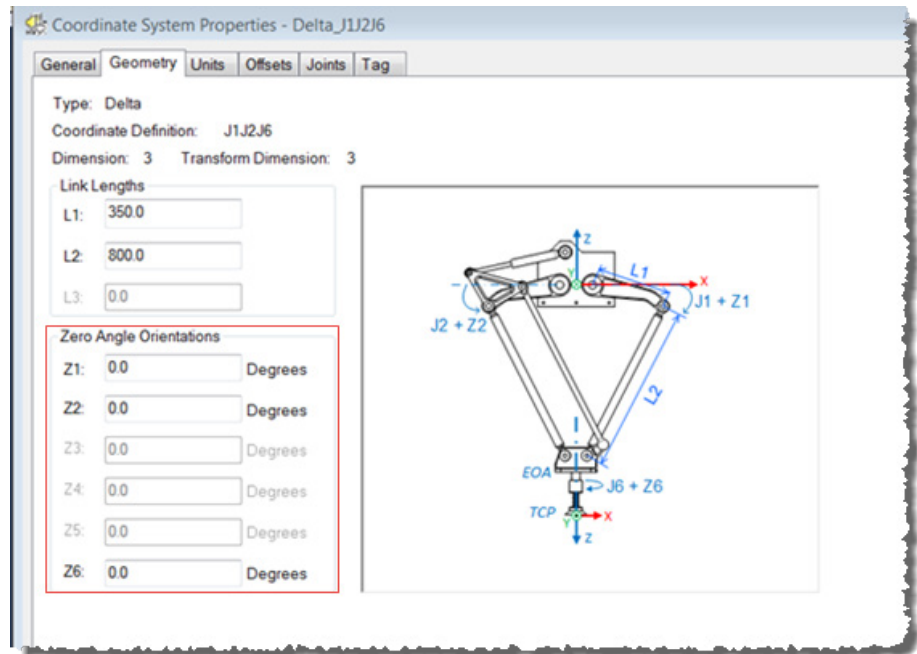 Coordinate System Properties - Delta_J1J2J6
General Geometry Units Offsets Joints Tag
Type: Delta
Coordinate Definition: J1J2J6
Dimension: 3 Transform Dimension: 3
Link Lengths
L1: 350.0
L2: 800.0
L3: 0.0
Zero Angle Orientations
Z1: 0.0 Degrees
Z2: 0.0 Degrees
Z3: 0.0 Degrees
Z4: 0.0 Degrees
Z5: 0.0 Degrees
Z6: 0.0 Degrees
Z
Y
L1
X
J1 + Z1
J2 + Z2
L2
EOA
J6 + Z6
TCP
Y
X
Z